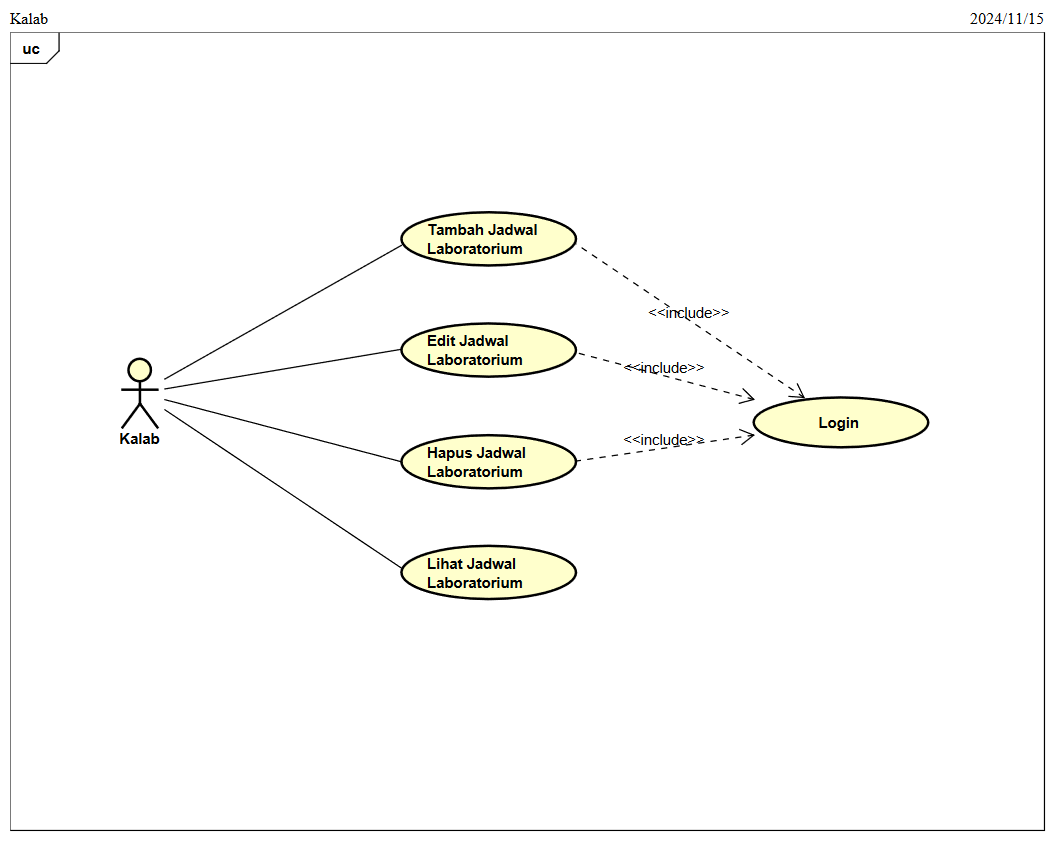 Kalab
2024/11/15
uc
Tambah Jadwal
Laboratorium
<<include>>
Edit Jadwal
Laboratorium
<<include>>
Login
Kalab
<<include>>
Hapus Jadwal
Laboratorium
Lihat Jadwal
Laboratorium